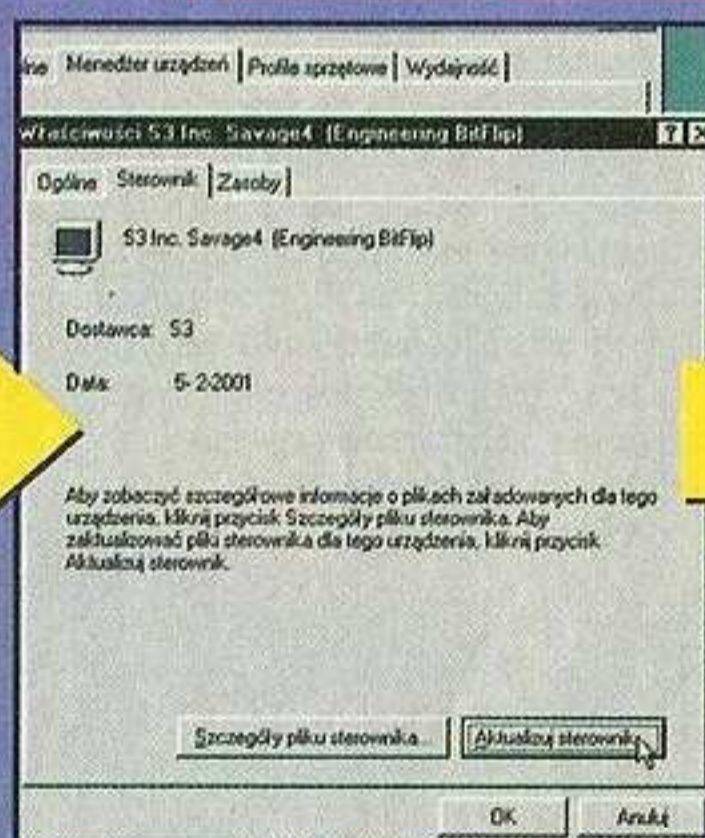 lne Menedżer urządzeń Profile sprzętowe Wydajność
Właściwości S3 Inc. Savage4 (Engineering BitFlip)
Ogólne Sterownik Zasoby
S3 Inc. Savage4 (Engineering BitFlip)
Dostawca: S3
Data: 5- 2-2001
Aby zobaczyć szczegółowe informacje o plikach załadowanych dla tego
urządzenia, kliknij przycisk Szczegóły pliku sterownika. Aby
zaktualizować pliki sterownika dla tego urządzenia, kliknij przycisk
Aktualizuj sterownik.
Szczegóły pliku sterownika... Aktualizuj sterownik
OK Anuluj